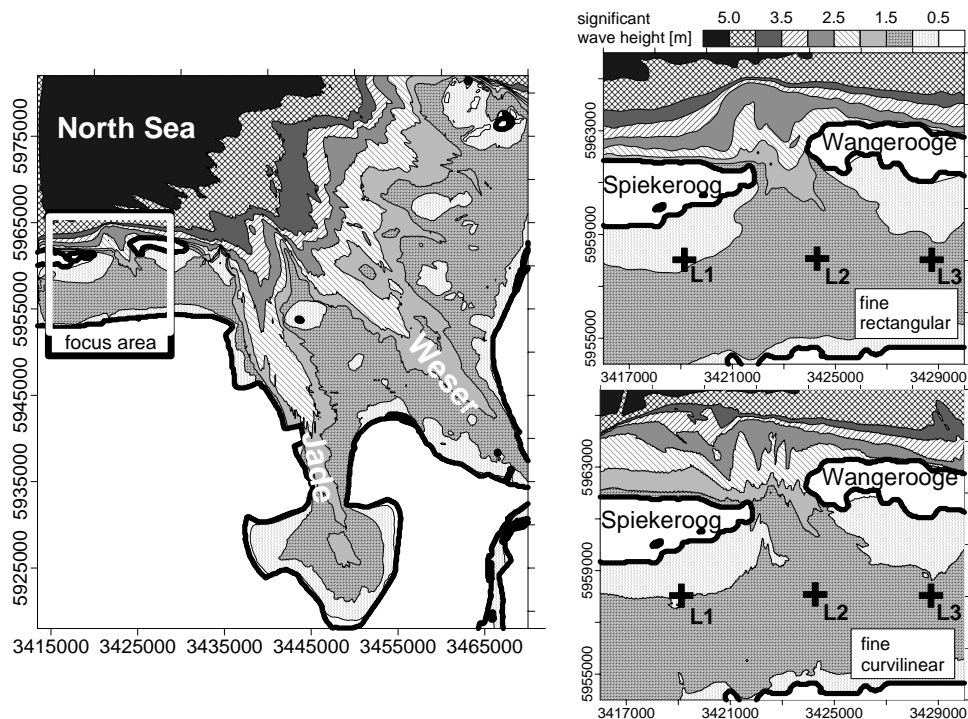 significant
wave height [m]
5.0 3.5 2.5 1.5 0.5
North Sea
focus area
Weser
Jade
5975000
5965000
5955000
5945000
5935000
5925000
3415000 3425000 3435000 3445000 3455000 3465000
Wangerooge
Spiekeroog
L1
L2
L3
fine
rectangular
5963000
5959000
5955000
3417000 3421000 3425000 3429000
Wangerooge
Spiekeroog
L1
L2
L3
fine
curvilinear
5963000
5959000
5955000
3417000 3421000 3425000 3429000